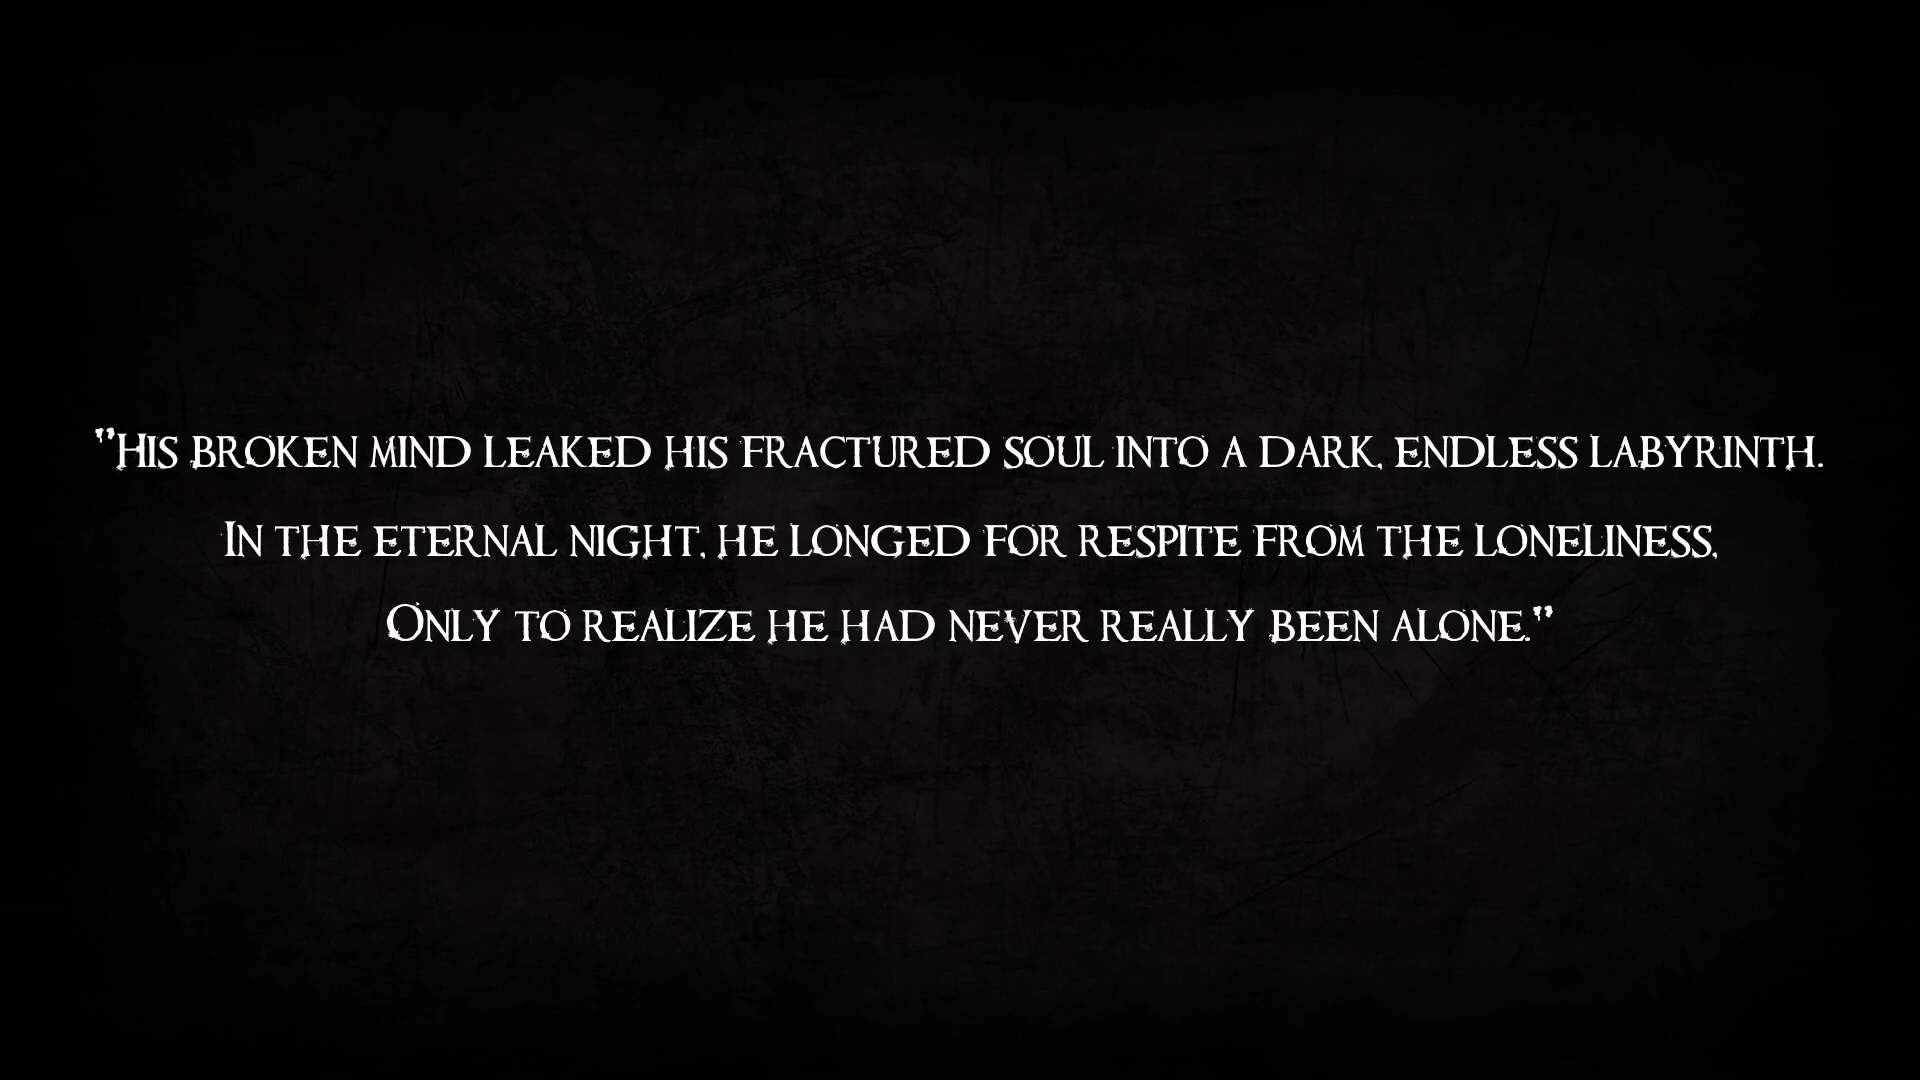 "His broken mind leaked his fractured soul into a dark, endless labyrinth.
In the eternal night, he longed for respite from the loneliness,
Only to realize he had never really been alone."